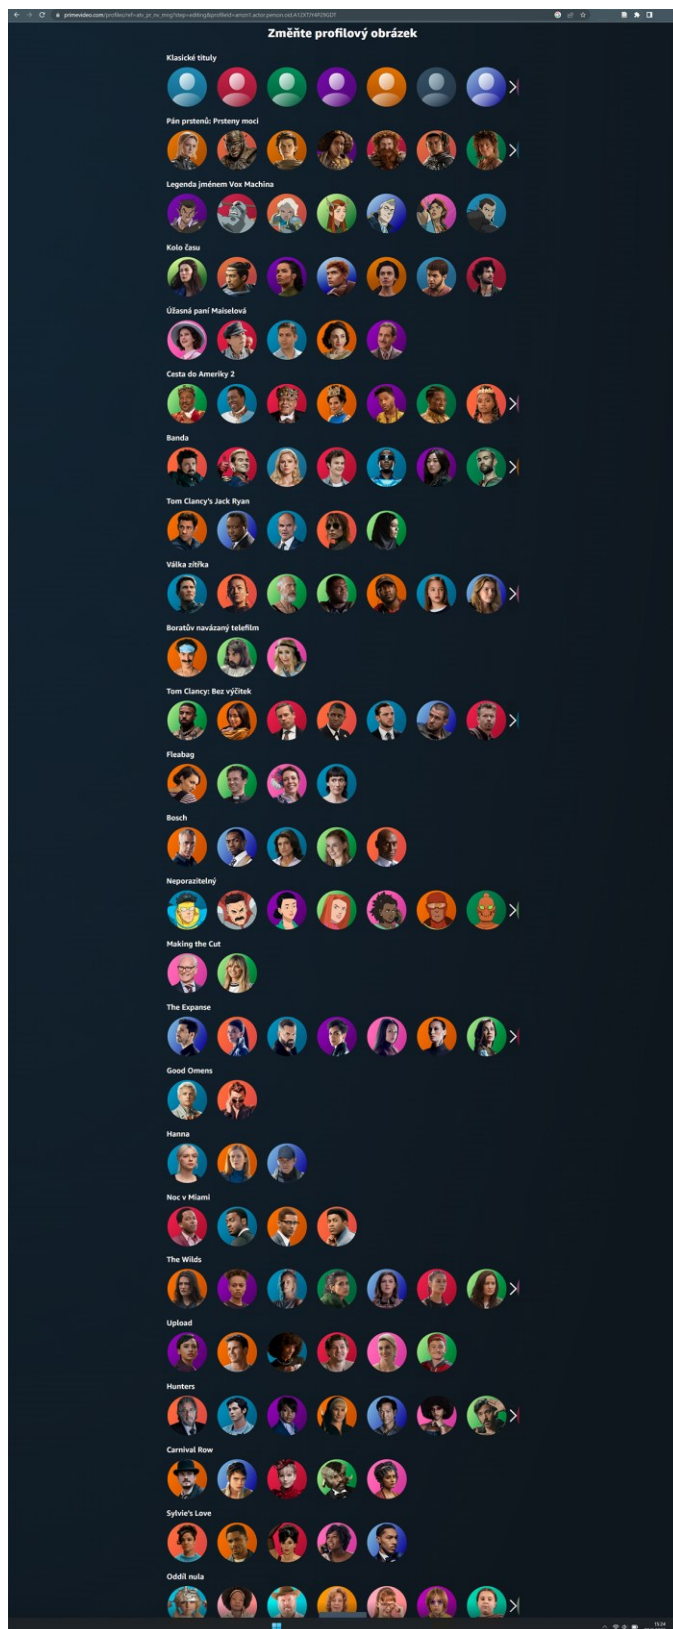 Změňte profilový obrázek
Klasické tituly
Pán prstenů: Prsteny moci
Legenda jménem Vox Machina
Kolo času
Úžasná paní Maiselová
Cesta do Ameriky 2
Banda
Tom Clancy's Jack Ryan
Válka zítřka
Boratův navázaný telefilm
Tom Clancy: Bez výčitek
Fleabag
Bosch
Neporazitelný
Making the Cut
The Expanse
Good Omens
Hanna
Noc v Miami
The Wilds
Upload
Hunters
Carnival Row
Sylvie's Love
Oddíl nula
15:24